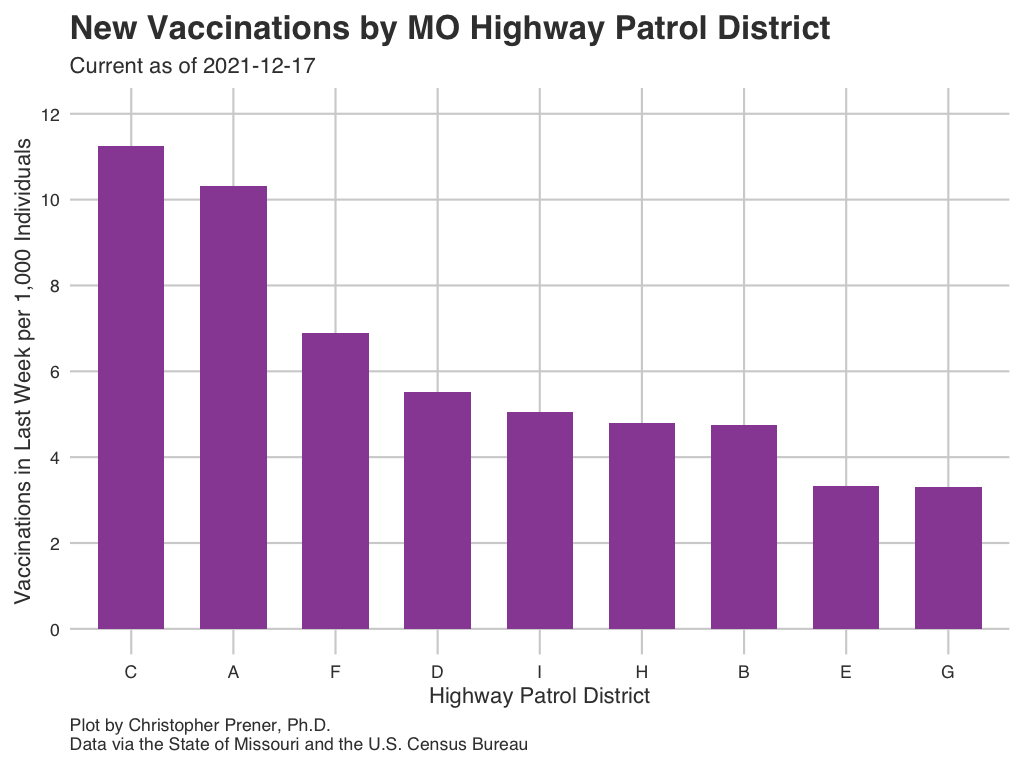 New Vaccinations by MO Highway Patrol District
Current as of 2021-12-17
Vaccinations in Last Week per 1,000 Individuals
12
10
8
6
4
2
0
C A F D I H B E G
Highway Patrol District
Plot by Christopher Prener, Ph.D.
Data via the State of Missouri and the U.S. Census Bureau